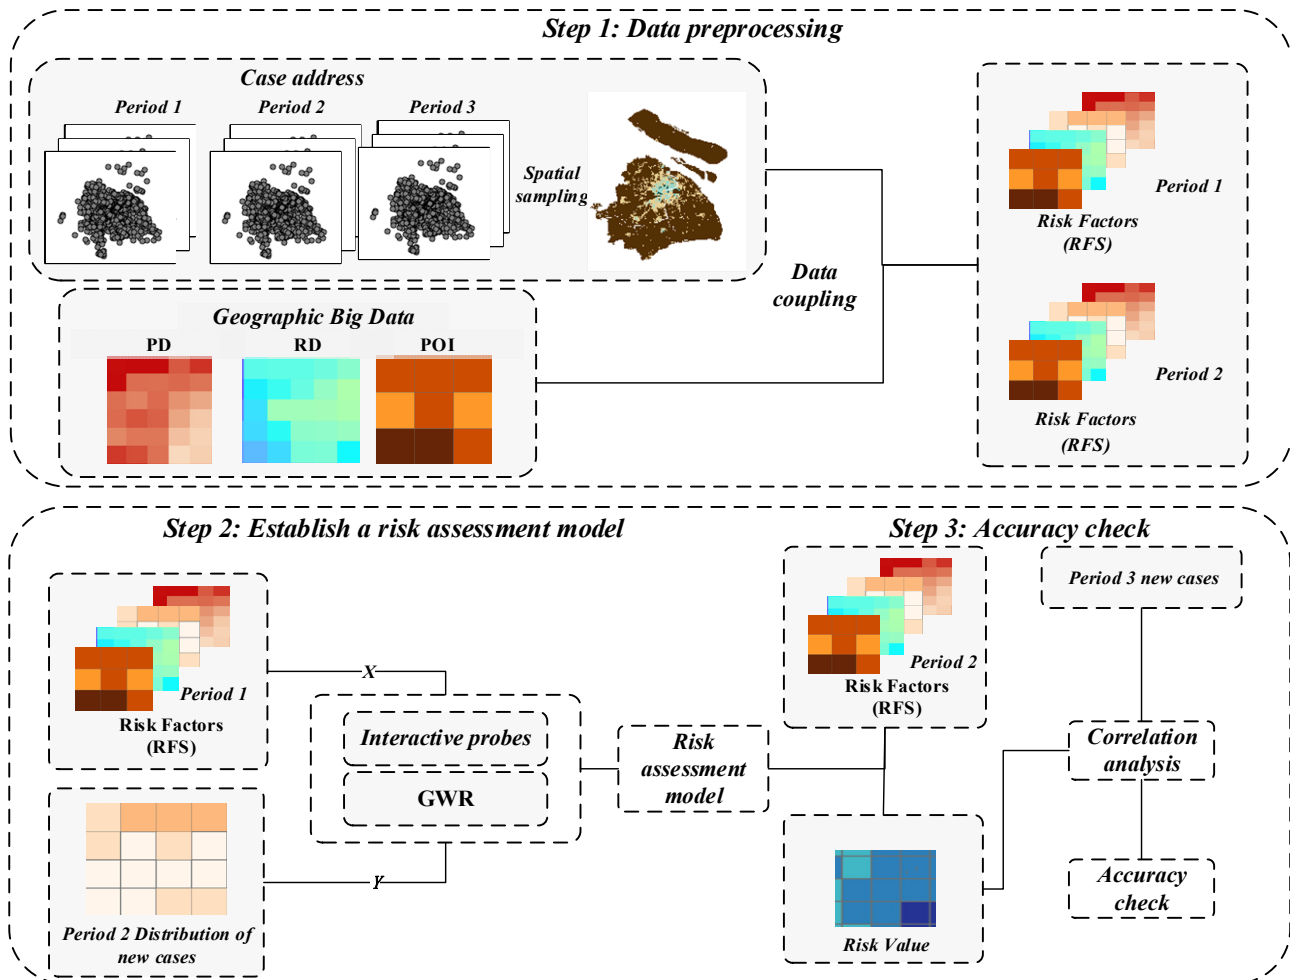 Step 1: Data preprocessing
Case address
Period 1
Period 2
Period 3
Spatial
sampling
Geographic Big Data
PD
RD
POI
Data
coupling
Period 1
Risk Factors
(RFS)
Period 2
Risk Factors
(RFS)
Step 2: Establish a risk assessment model
Period 1
Risk Factors
(RFS)
X
Period 2 Distribution of
new cases
Y
Interactive probes
GWR
Risk
assessment
model
Step 3: Accuracy check
Period 2
Risk Factors
(RFS)
Risk Value
Period 3 new cases
Correlation
analysis
Accuracy
check